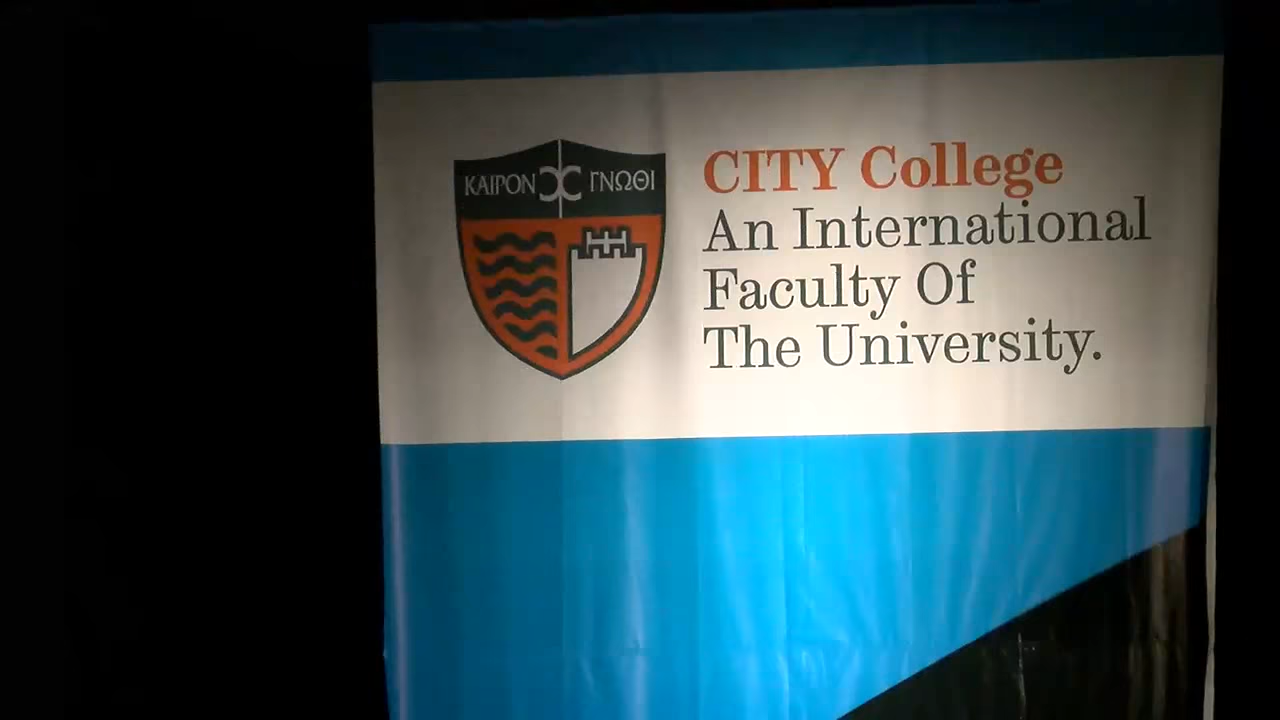 ΚΑΙΡΟΝ ΓΝΩΘΙ
CITY College
An International
Faculty Of
The University.